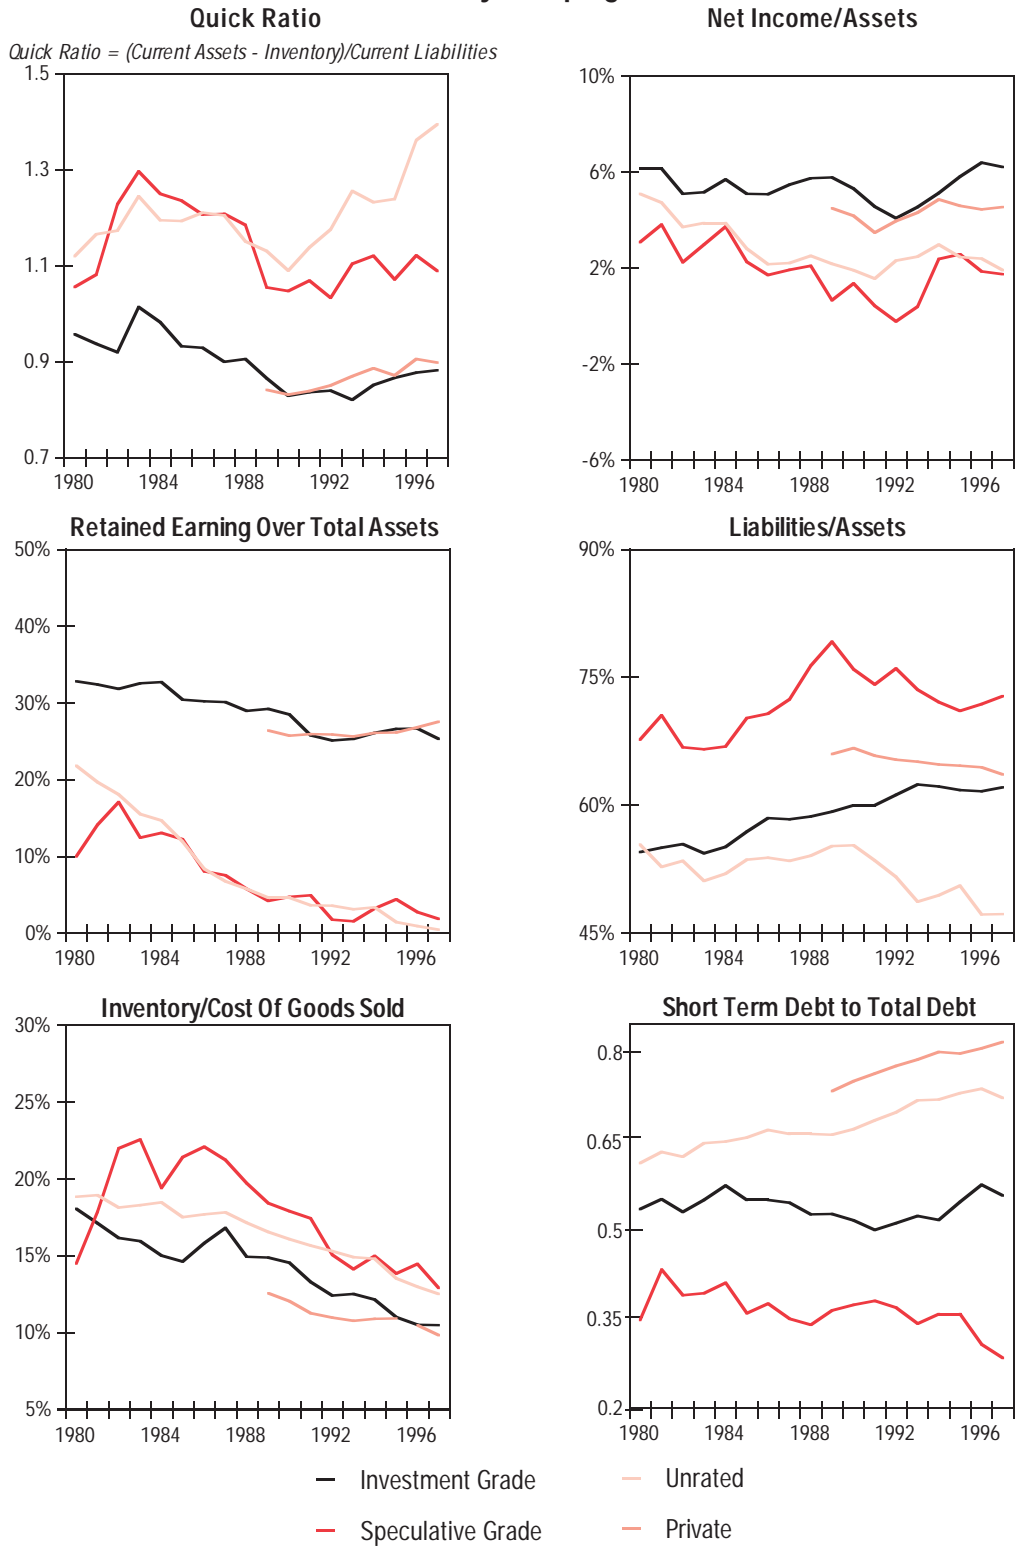 Quick Ratio
Quick Ratio = (Current Assets - Inventory)/Current Liabilities
1.5
1.3
1.1
0.9
0.7
1980 1984 1988 1992 1996
Net Income/Assets
10%
6%
2%
-2%
-6%
1980 1984 1988 1992 1996
Retained Earning Over Total Assets
50%
40%
30%
20%
10%
0%
1980 1984 1988 1992 1996
Liabilities/Assets
90%
75%
60%
45%
1980 1984 1988 1992 1996
Inventory/Cost Of Goods Sold
30%
25%
20%
15%
10%
5%
1980 1984 1988 1992 1996
Short Term Debt to Total Debt
0.8
0.65
0.5
0.35
0.2
1980 1984 1988 1992 1996
Investment Grade
Unrated
Speculative Grade
Private